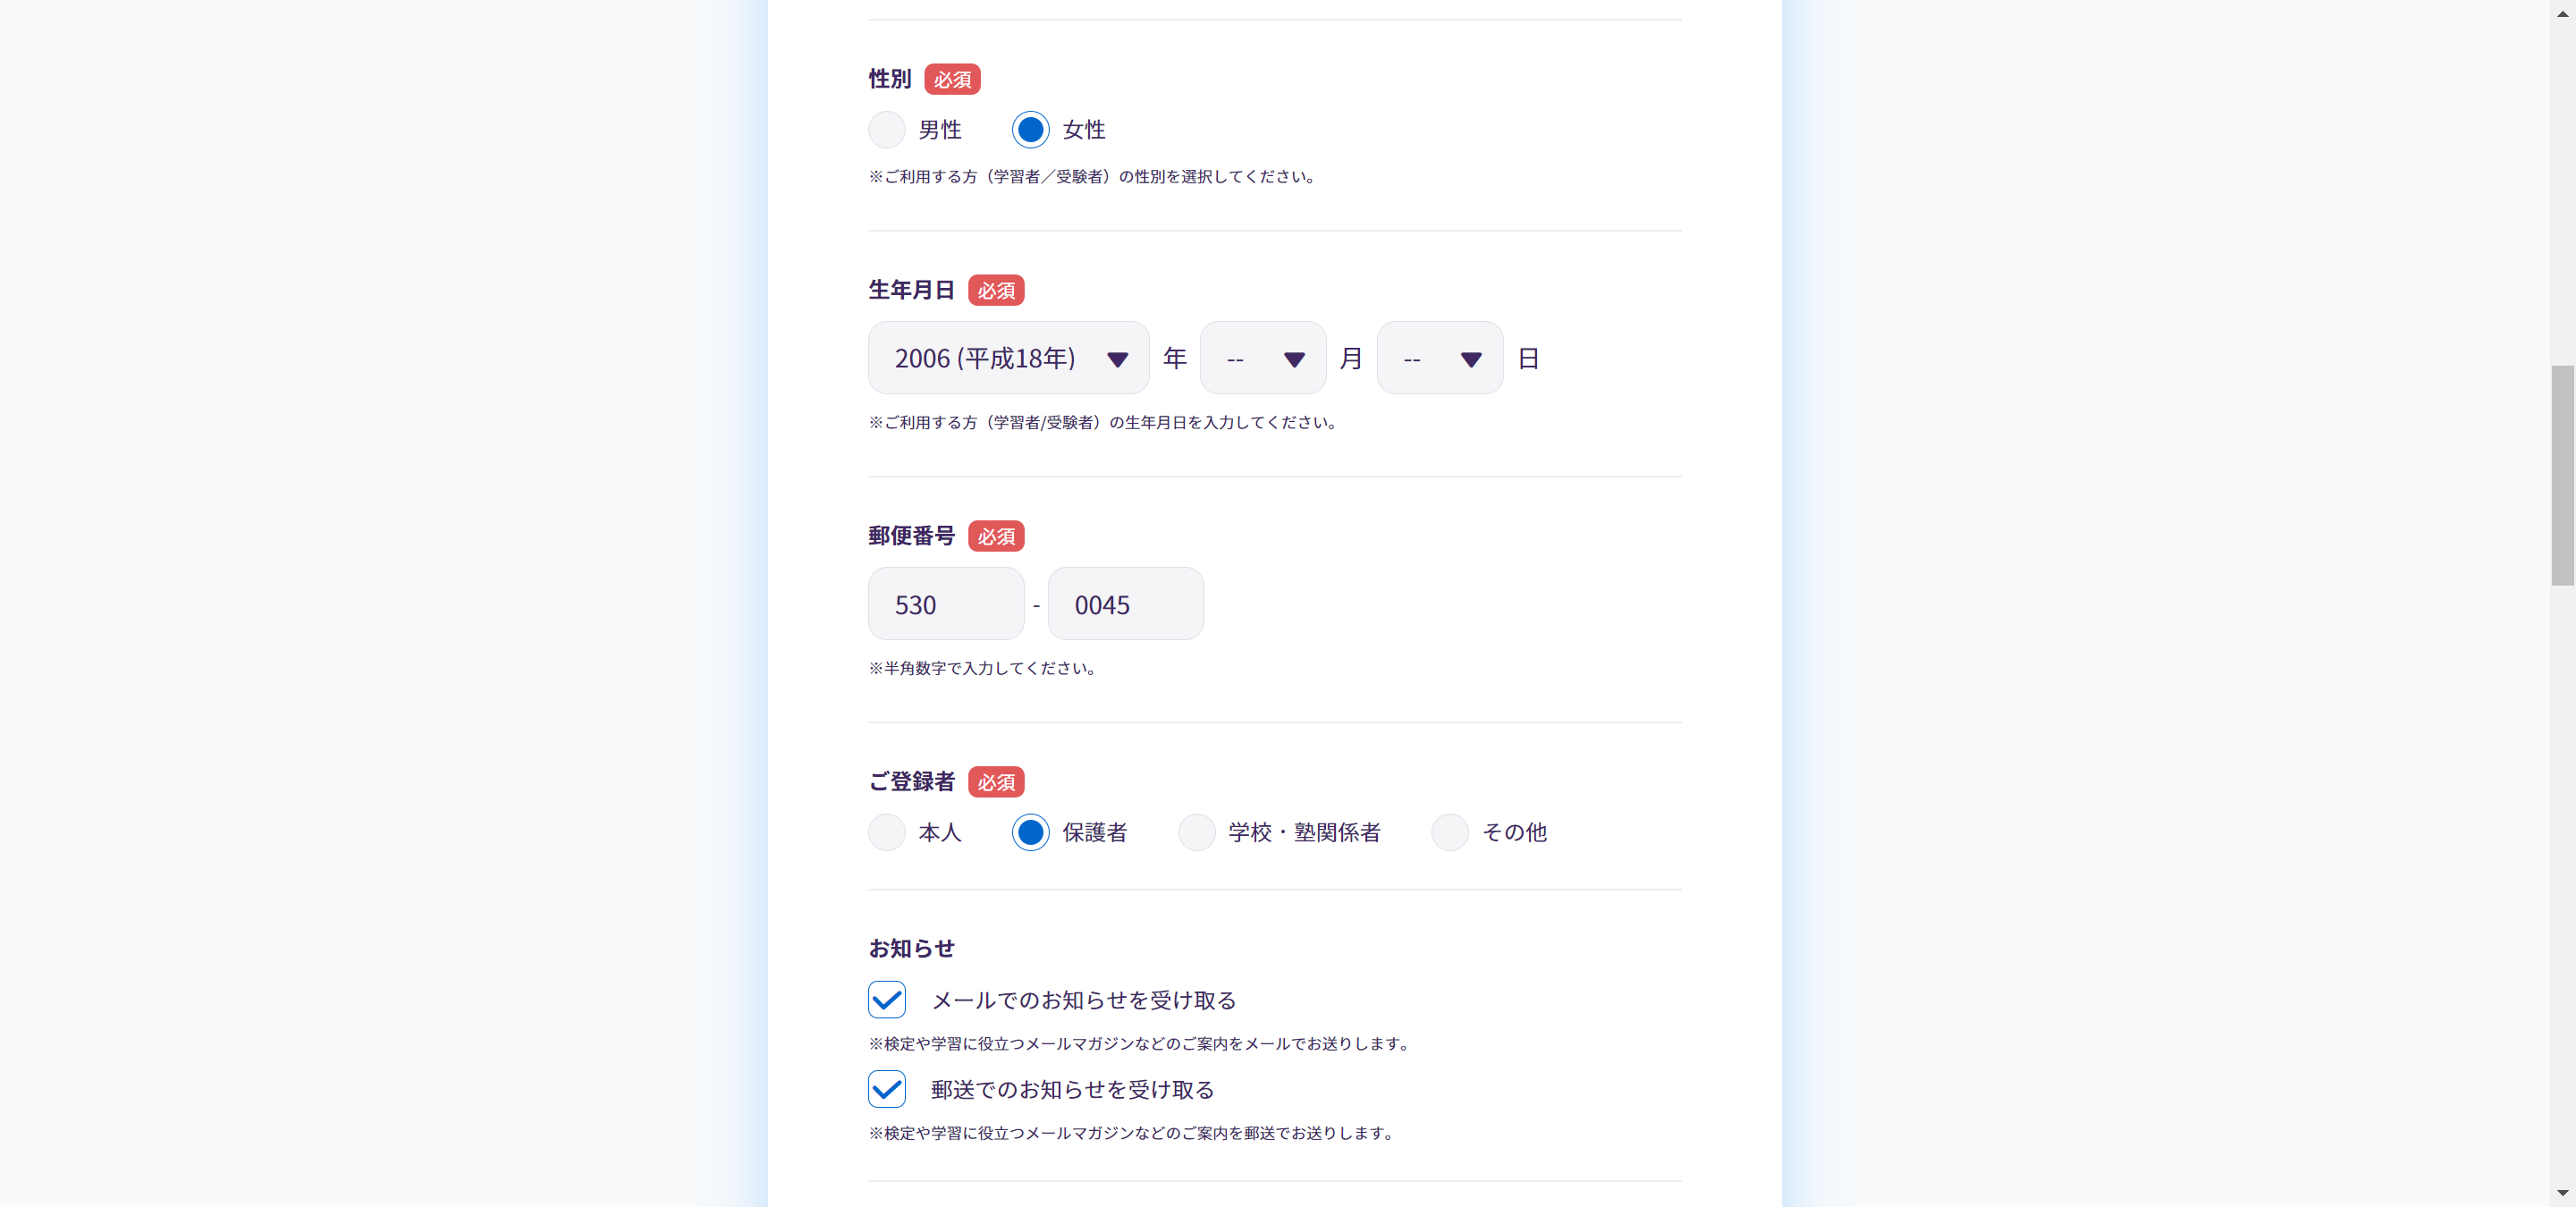 性別 必須
男性 女性
※ご利用する方（学習者／受験者）の性別を選択してください。
生年月日 必須
2006 (平成18年) 年 -- 月 -- 日
※ご利用する方（学習者/受験者）の生年月日を入力してください。
郵便番号 必須
530 - 0045
※半角数字で入力してください。
ご登録者 必須
本人 保護者 学校・塾関係者 その他
お知らせ
メールでのお知らせを受け取る
※検定や学習に役立つメールマガジンなどのご案内をメールでお送りします。
郵送でのお知らせを受け取る
※検定や学習に役立つメールマガジンなどのご案内を郵送でお送りします。